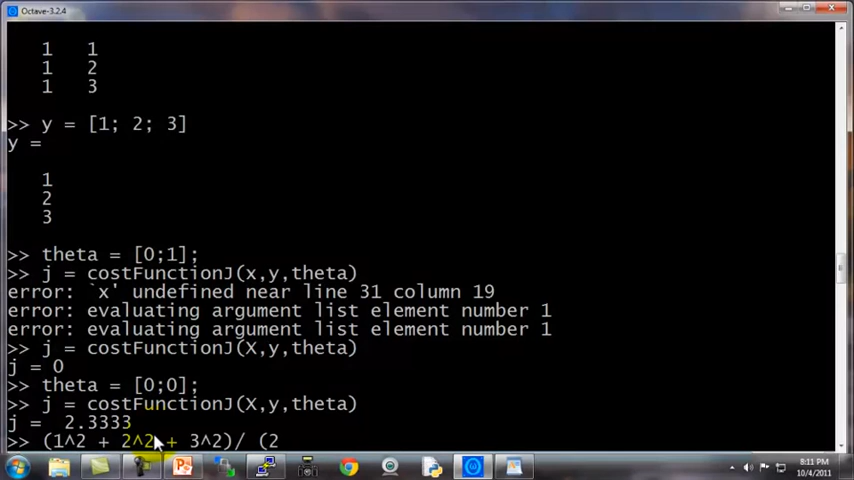 Octave-3.2.4
1 1
1 2
1 3
>> y = [1; 2; 3]
y =
1
2
3
>> theta = [0;1];
>> j = costFunctionJ(x,y,theta)
error: `x' undefined near line 31 column 19
error: evaluating argument list element number 1
error: evaluating argument list element number 1
>> j = costFunctionJ(X,y,theta)
j = 0
>> theta = [0;0];
>> j = costFunctionJ(X,y,theta)
j = 2.3333
>> (1^2 + 2^2 + 3^2)/ (2
8:11 PM
10/4/2011